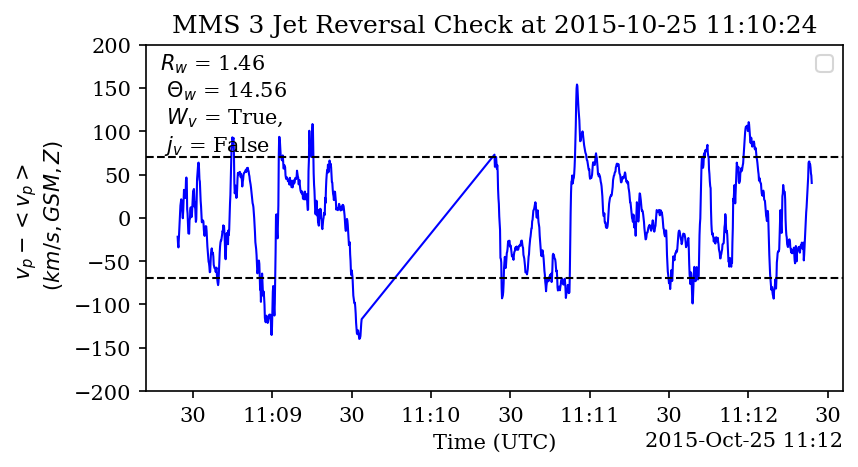 MMS 3 Jet Reversal Check at 2015-10-25 11:10:24
R_w = 1.46
Θ_w = 14.56
W_v = True,
j_v = False
200
150
100
50
0
−50
−100
−150
−200
v_p − < v_p >
(km/s, GSM, Z)
30 11:09 30 11:10 30 11:11 30 11:12 30
Time (UTC)
2015-Oct-25 11:12